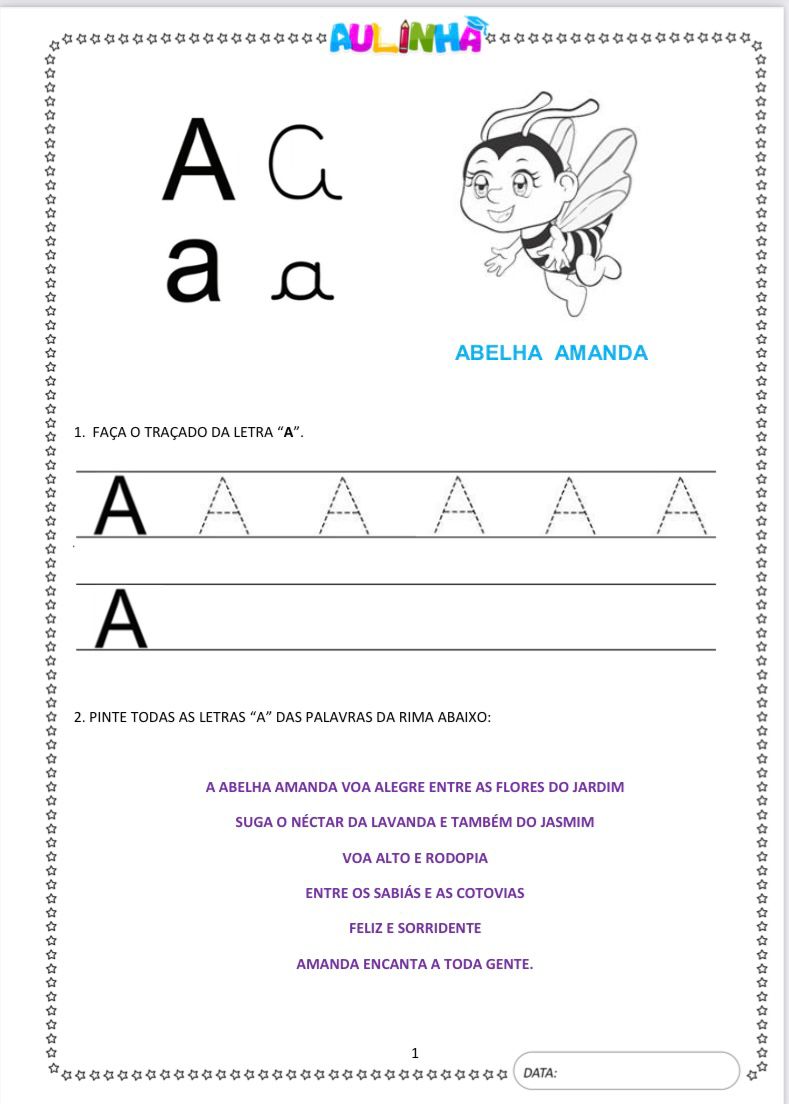 AULINHA
A a
a a
ABELHA AMANDA
1. FAÇA O TRAÇADO DA LETRA “A”.
A A A A A A
A
2. PINTE TODAS AS LETRAS “A” DAS PALAVRAS DA RIMA ABAIXO:
A ABELHA AMANDA VOA ALEGRE ENTRE AS FLORES DO JARDIM
SUGA O NÉCTAR DA LAVANDA E TAMBÉM DO JASMIM
VOA ALTO E RODOPIA
ENTRE OS SABIÁS E AS COTOVIAS
FELIZ E SORRIDENTE
AMANDA ENCANTA A TODA GENTE.
1
DATA: